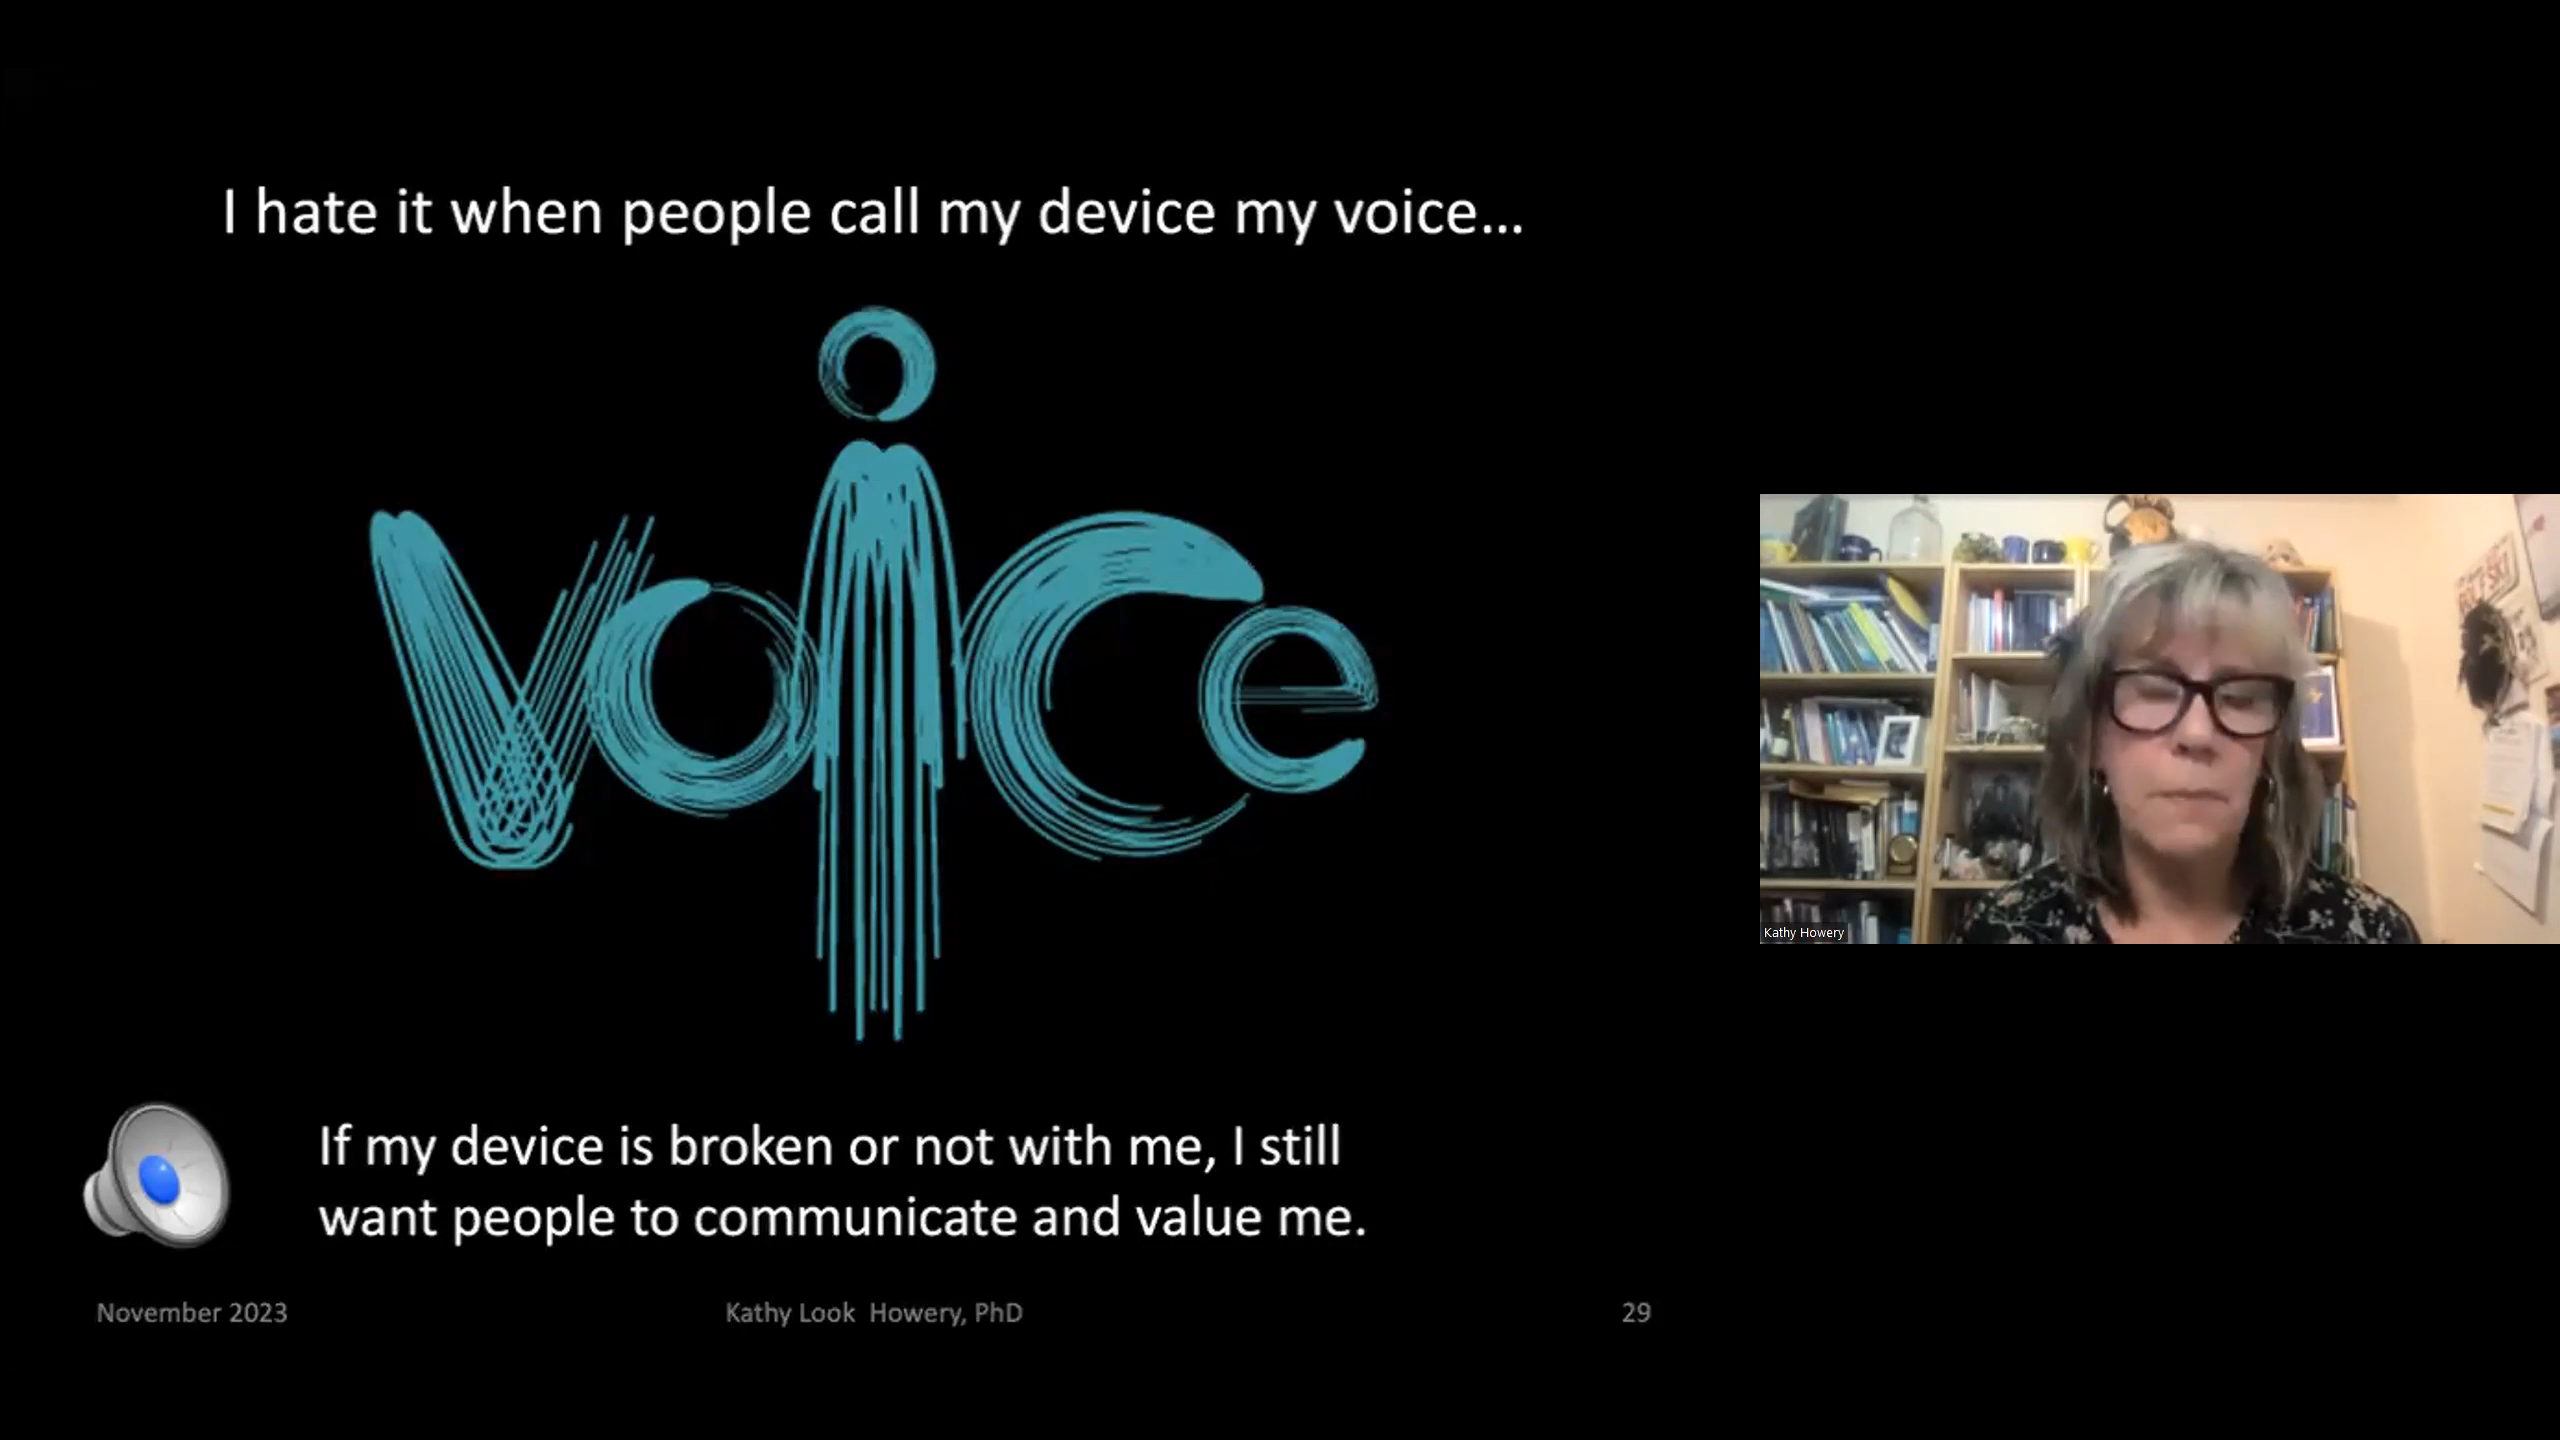 I hate it when people call my device my voice...
voice
If my device is broken or not with me, I still
want people to communicate and value me.
November 2023
Kathy Look Howery, PhD
29
Kathy Howery